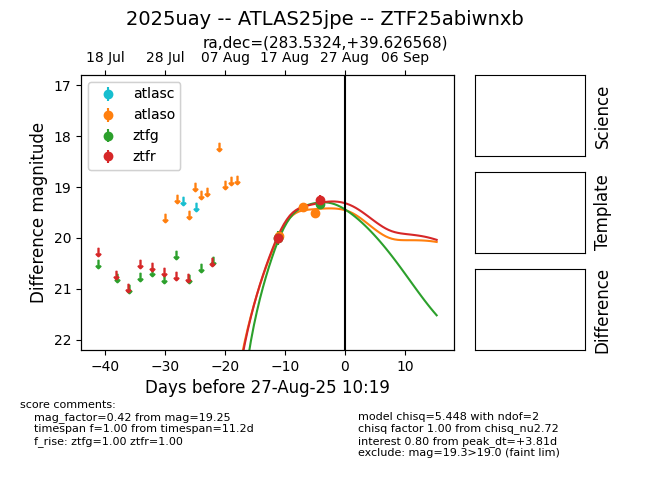 2025uay -- ATLAS25jpe -- ZTF25abiwnxb
ra,dec=(283.5324,+39.626568)
18 Jul 28 Jul 07 Aug 17 Aug 27 Aug 06 Sep
atlasc
atlaso
ztfg
ztfr
17
18
19
20
21
22
Difference magnitude
−40 −30 −20 −10 0 10
Days before 27-Aug-25 10:19
Science
Template
Difference
score comments:
mag_factor=0.42 from mag=19.25
timespan f=1.00 from timespan=11.2d
f_rise: ztfg=1.00 ztfr=1.00
model chisq=5.448 with ndof=2
chisq factor 1.00 from chisq_nu2.72
interest 0.80 from peak_dt=+3.81d
exclude: mag=19.3>19.0 (faint lim)